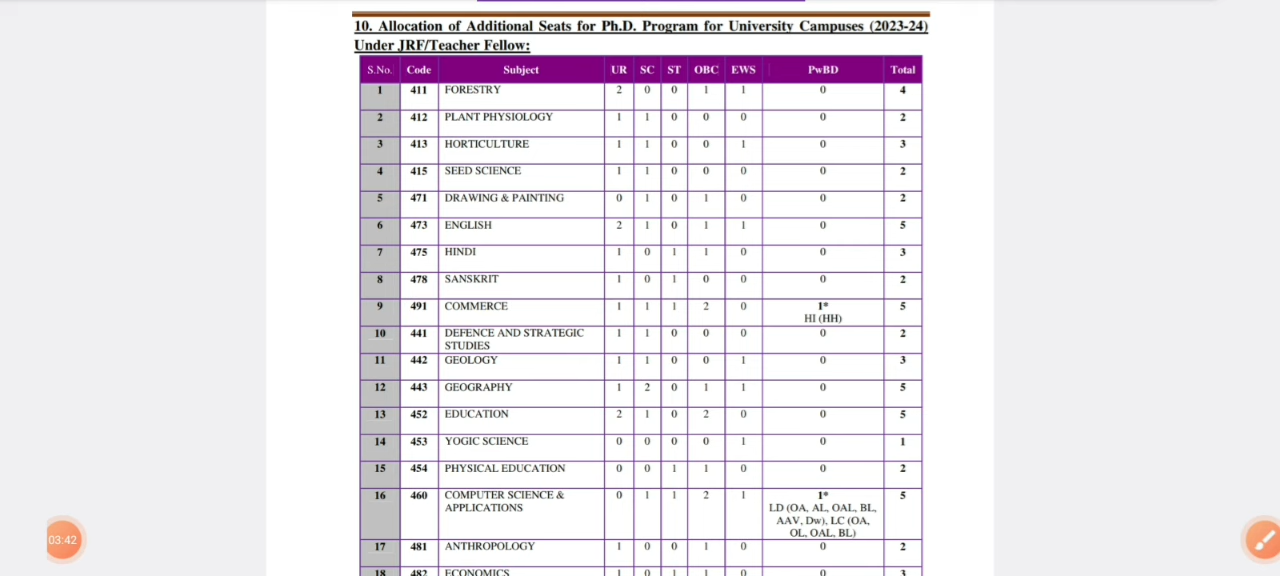 10. Allocation of Additional Seats for Ph.D. Program for University Campuses (2023-24)
Under JRF/Teacher Fellow:
S.No. Code Subject UR SC ST OBC EWS PwBD Total
1 411 FORESTRY 2 0 0 1 1 0 4
2 412 PLANT PHYSIOLOGY 1 1 0 0 0 0 2
3 413 HORTICULTURE 1 1 0 0 1 0 3
4 415 SEED SCIENCE 1 1 0 0 0 0 2
5 471 DRAWING & PAINTING 0 1 0 1 0 0 2
6 473 ENGLISH 2 1 0 1 1 0 5
7 475 HINDI 1 0 1 1 0 0 3
8 478 SANSKRIT 1 0 1 0 0 0 2
9 491 COMMERCE 1 1 1 2 0 1* 5
HI (HH)
10 441 DEFENCE AND STRATEGIC 1 1 0 0 0 0 2
STUDIES
11 442 GEOLOGY 1 1 0 0 1 0 3
12 443 GEOGRAPHY 1 2 0 1 1 0 5
13 452 EDUCATION 2 1 0 2 0 0 5
14 453 YOGIC SCIENCE 0 0 0 0 1 0 1
15 454 PHYSICAL EDUCATION 0 0 1 1 0 0 2
16 460 COMPUTER SCIENCE & 0 1 1 2 1 1* 5
APPLICATIONS LD (OA, AL, OAL, BL,
AAV, Dw), LC (OA,
OL, OAL, BL)
17 481 ANTHROPOLOGY 1 0 0 1 0 0 2
18 482 ECONOMICS 1 0 1 1 0 0 3
03:42